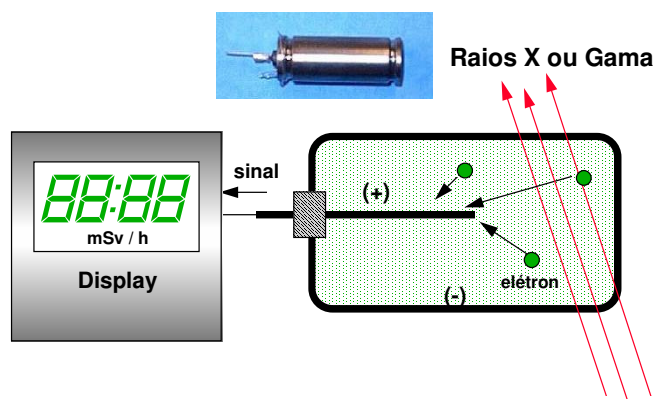 Raios X ou Gama
sinal
(+)
88:88
mSv / h
Display
elétron
(-)